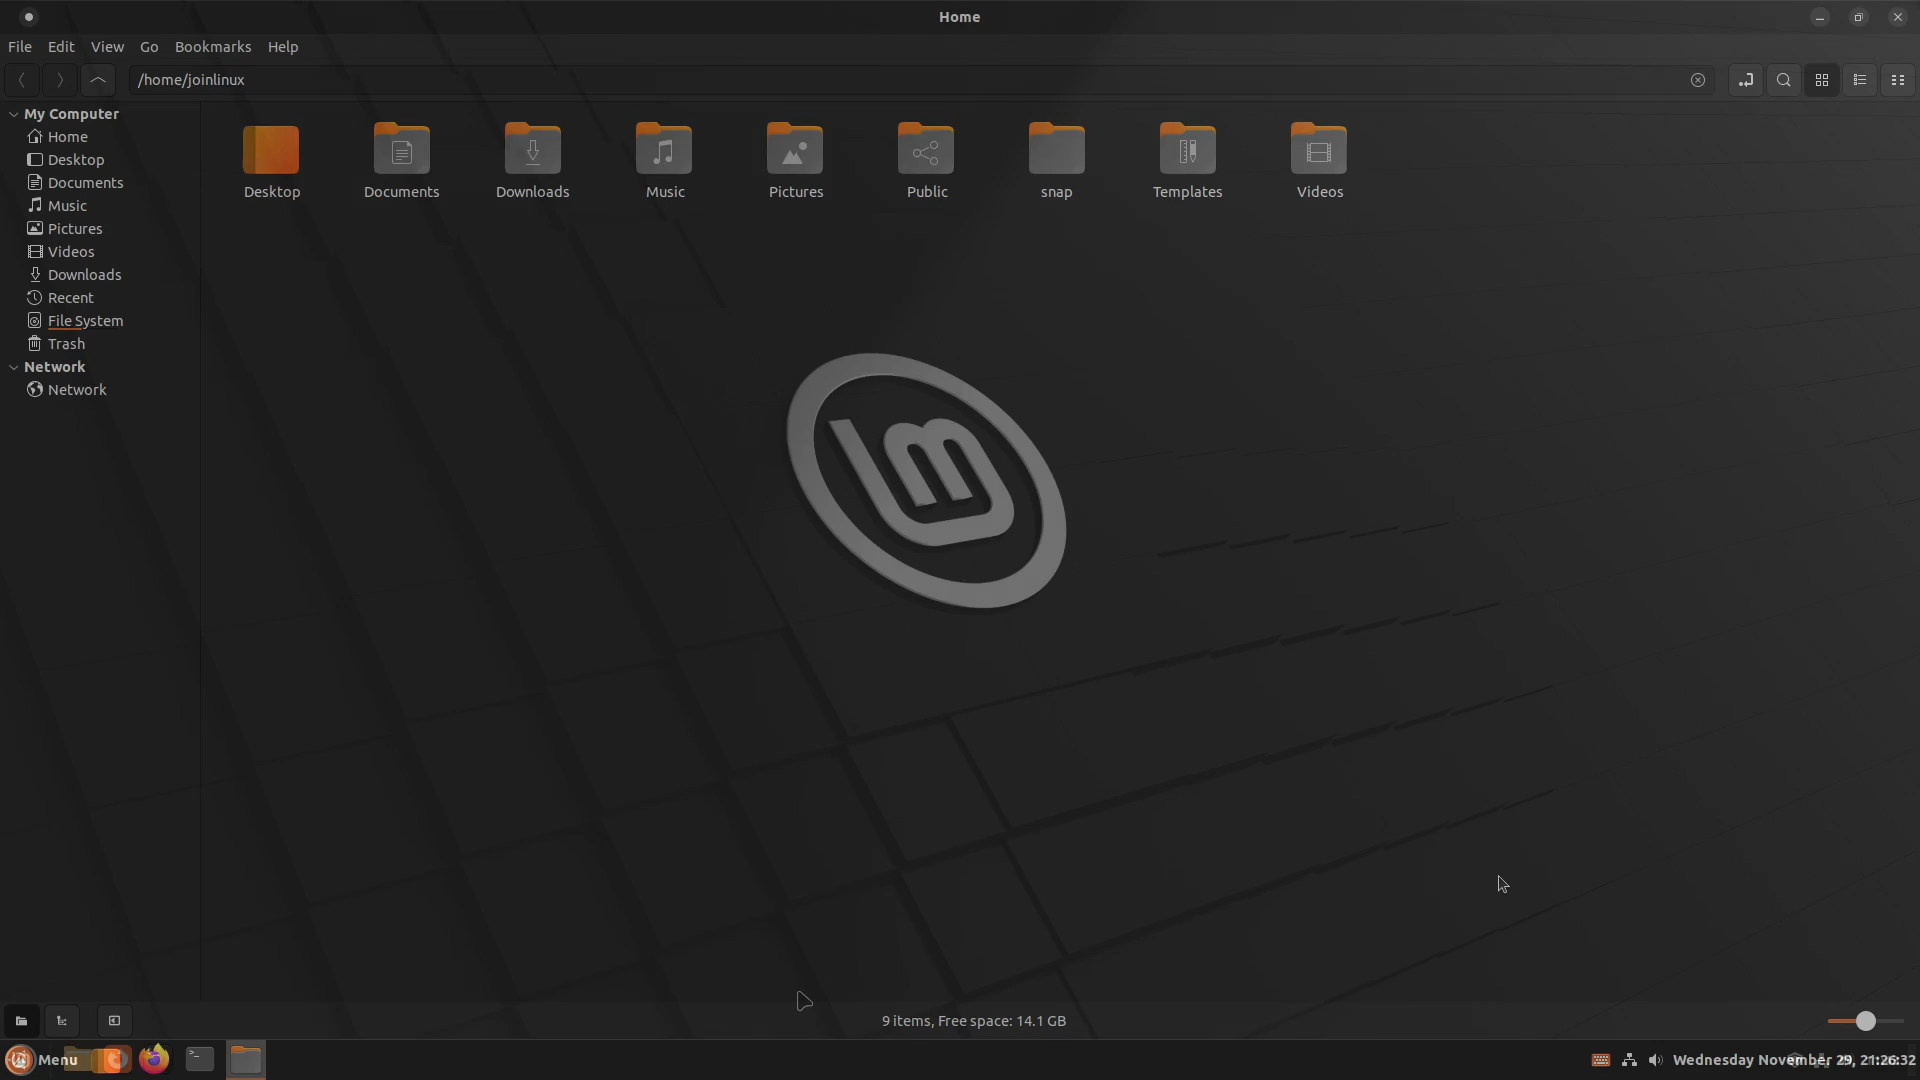 Home
File Edit View Go Bookmarks Help
/home/joinlinux
My Computer
Home
Desktop
Documents
Music
Pictures
Videos
Downloads
Recent
File System
Trash
Network
Network
Desktop Documents Downloads Music Pictures Public snap Templates Videos
9 items, Free space: 14.1 GB
Menu
Wednesday November 29, 21:26:32